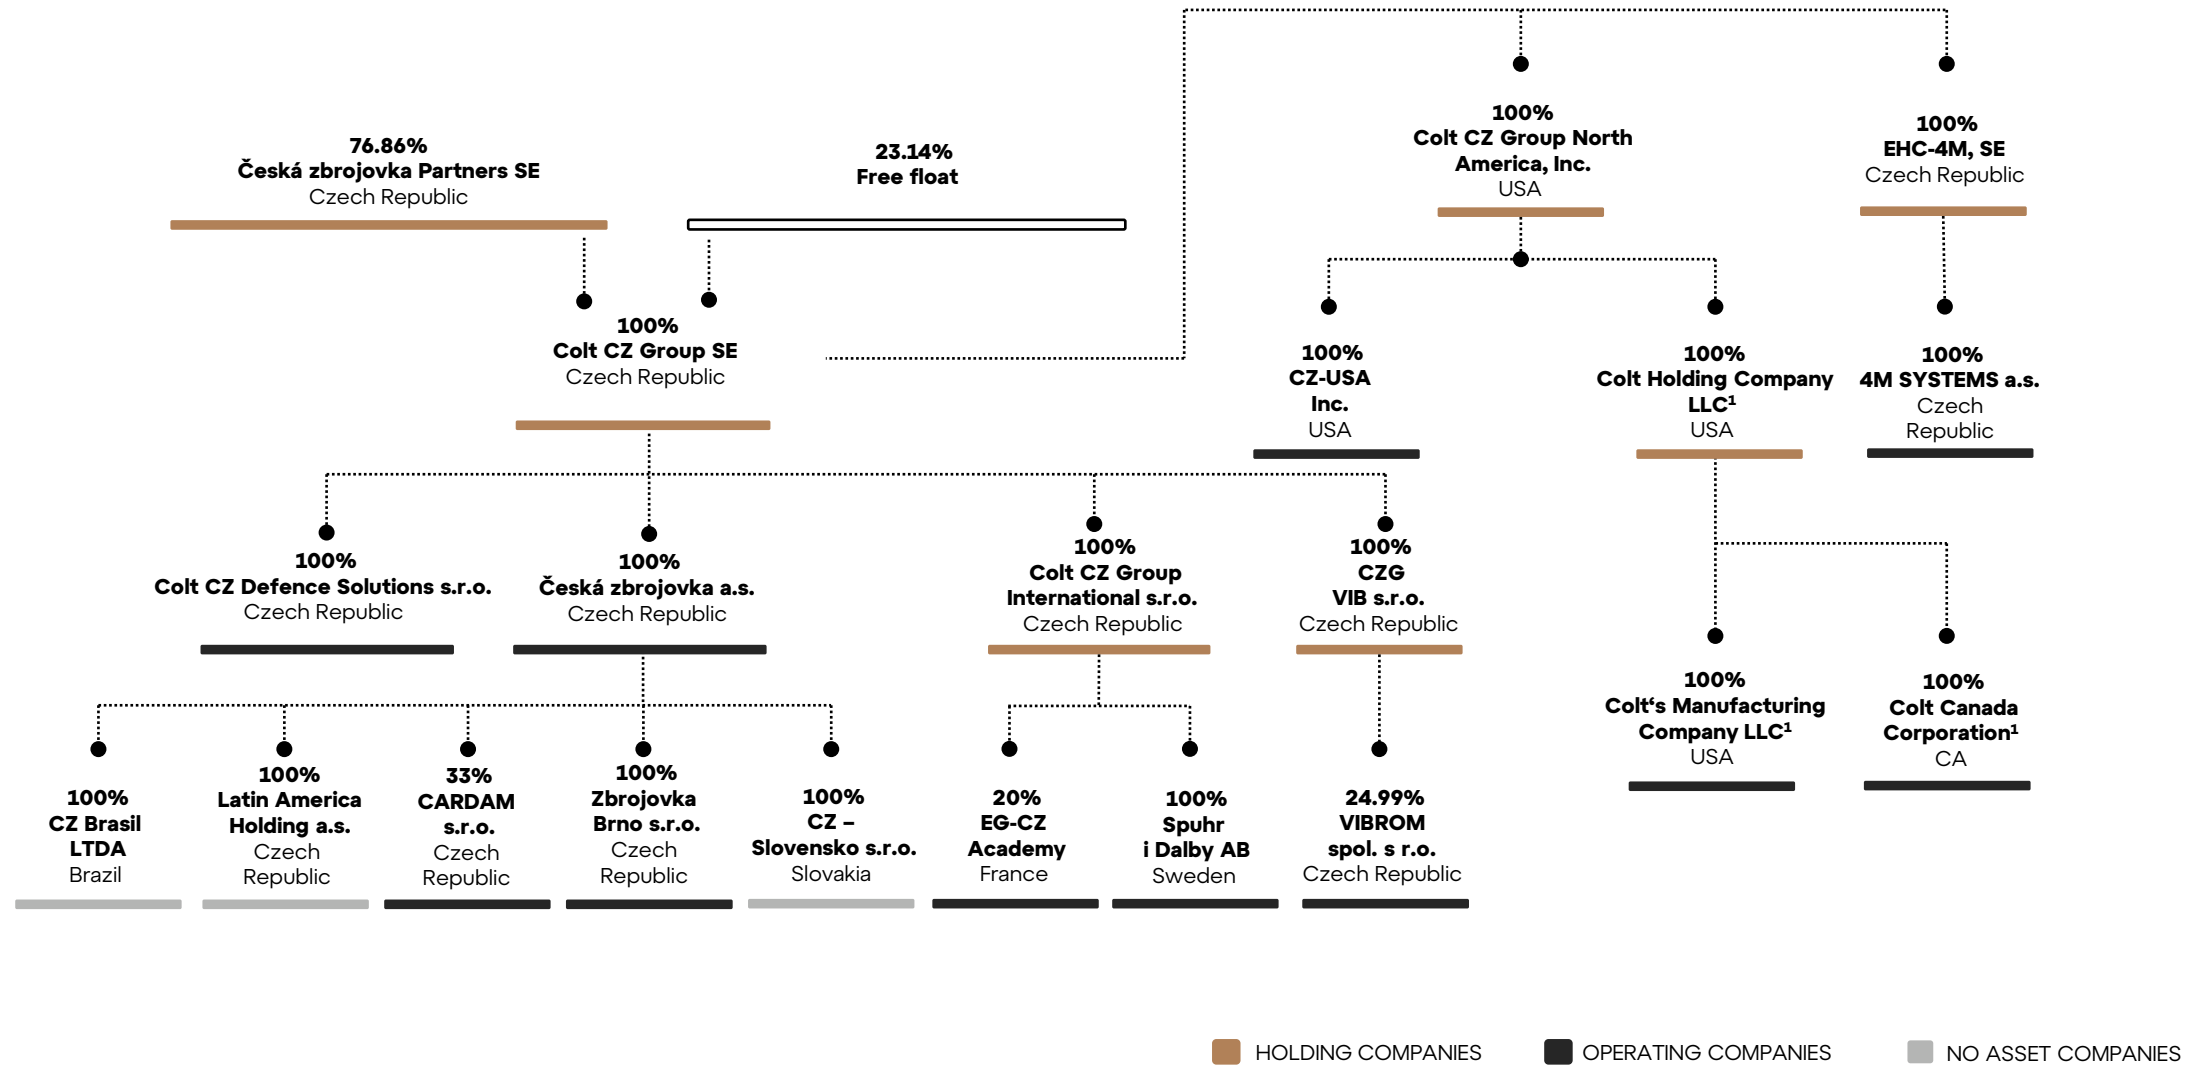 76.86%
Česká zbrojovka Partners SE
Czech Republic
23.14%
Free float
100%
Colt CZ Group North
America, Inc.
USA
100%
EHC-4M, SE
Czech Republic
100%
Colt CZ Group SE
Czech Republic
100%
CZ-USA
Inc.
USA
100%
Colt Holding Company
LLC¹
USA
100%
4M SYSTEMS a.s.
Czech
Republic
100%
Colt CZ Defence Solutions s.r.o.
Czech Republic
100%
Česká zbrojovka a.s.
Czech Republic
100%
Colt CZ Group
International s.r.o.
Czech Republic
100%
CZG
VIB s.r.o.
Czech Republic
100%
Colt‘s Manufacturing
Company LLC¹
USA
100%
Colt Canada
Corporation¹
CA
100%
CZ Brasil
LTDA
Brazil
100%
Latin America
Holding a.s.
Czech
Republic
33%
CARDAM
s.r.o.
Czech
Republic
100%
Zbrojovka
Brno s.r.o.
Czech
Republic
100%
CZ –
Slovensko s.r.o.
Slovakia
20%
EG-CZ
Academy
France
100%
Spuhr
i Dalby AB
Sweden
24.99%
VIBROM
spol. s r.o.
Czech Republic
HOLDING COMPANIES
OPERATING COMPANIES
NO ASSET COMPANIES